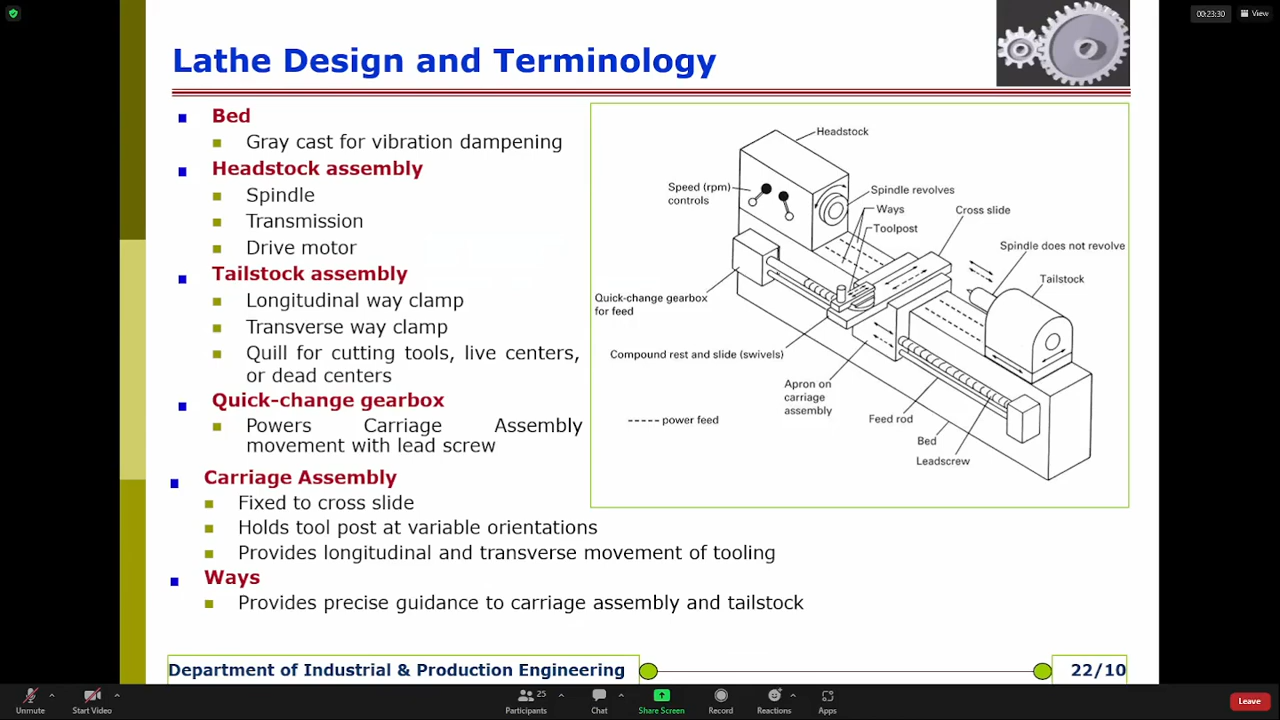 00:23:30
View
Lathe Design and Terminology
Bed
Gray cast for vibration dampening
Headstock assembly
Spindle
Transmission
Drive motor
Tailstock assembly
Longitudinal way clamp
Transverse way clamp
Quill for cutting tools, live centers,
or dead centers
Quick-change gearbox
Powers Carriage Assembly
movement with lead screw
Carriage Assembly
Fixed to cross slide
Holds tool post at variable orientations
Provides longitudinal and transverse movement of tooling
Ways
Provides precise guidance to carriage assembly and tailstock
Headstock
Speed (rpm)
controls
Spindle revolves
Ways
Cross slide
Toolpost
Spindle does not revolve
Tailstock
Quick-change gearbox
for feed
Compound rest and slide (swivels)
Apron on
carriage
assembly
power feed
Feed rod
Bed
Leadscrew
Department of Industrial & Production Engineering
22/10
Unmute
Start Video
25
Participants
Chat
Share Screen
Record
Reactions
Apps
Leave